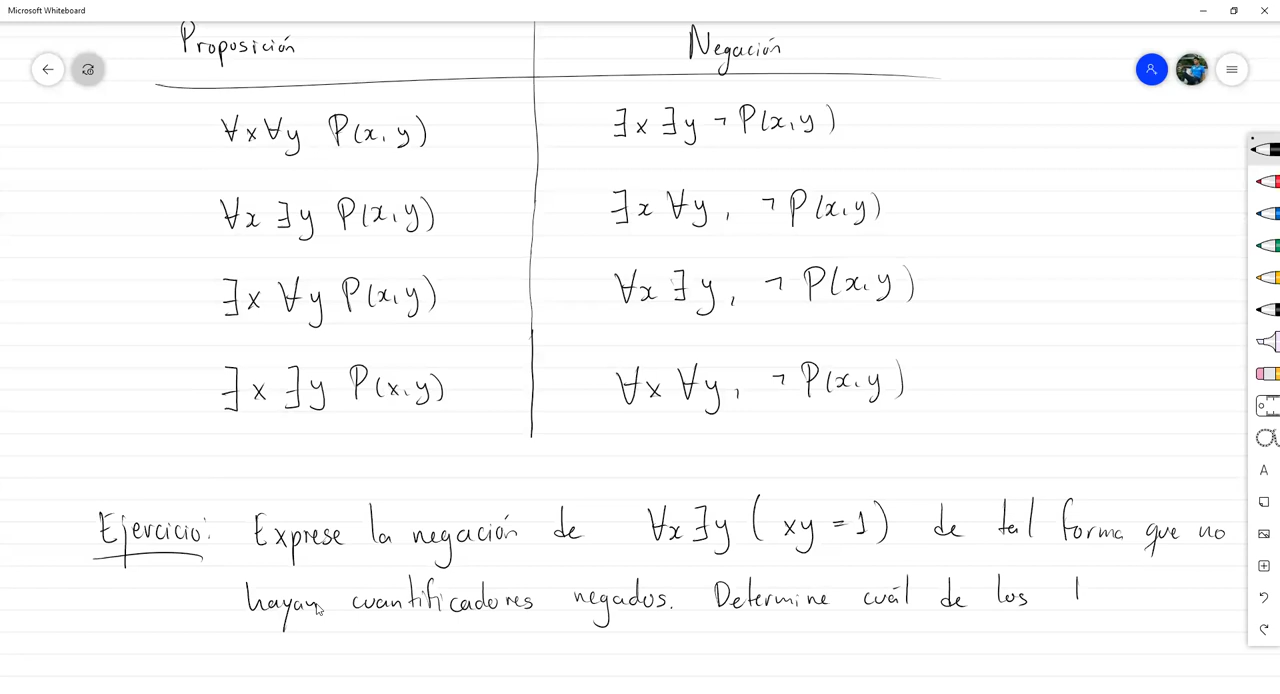 Microsoft Whiteboard
Proposición Negación
∀x∀y P(x,y) ∃x ∃y ¬P(x,y)
∀x ∃y P(x,y) ∃x ∀y, ¬P(x,y)
∃x ∀y P(x,y) ∀x ∃y, ¬P(x,y)
∃x ∃y P(x,y) ∀x ∀y, ¬P(x,y)
Ejercicio: Exprese la negación de ∀x∃y(xy=1) de tal forma que no
hayan cuantificadores negados. Determine cuál de los